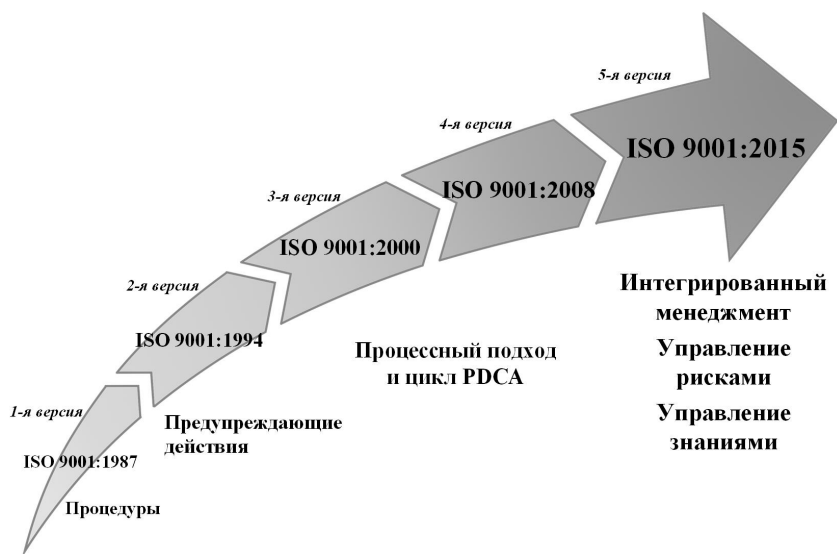 5-я версия
ISO 9001:2015
4-я версия
ISO 9001:2008
3-я версия
ISO 9001:2000
2-я версия
ISO 9001:1994
1-я версия
ISO 9001:1987
Процедуры
Предупреждающие
действия
Процессный подход
и цикл PDCA
Интегрированный
менеджмент
Управление
рисками
Управление
знаниями